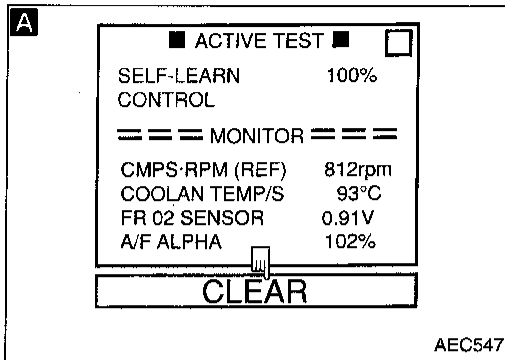 A
■ ACTIVE TEST ■
SELF-LEARN 100%
CONTROL
=== MONITOR ===
CMPS·RPM (REF) 812rpm
COOLAN TEMP/S 93°C
FR 02 SENSOR 0.91V
A/F ALPHA 102%
CLEAR
AEC547